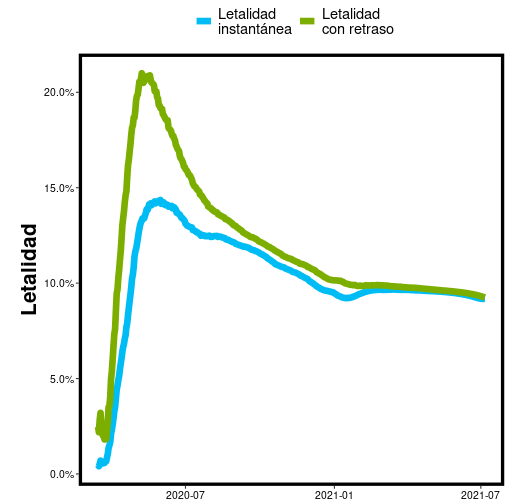 Letalidad
instantánea
Letalidad
con retraso
Letalidad
20.0%
15.0%
10.0%
5.0%
0.0%
2020-07
2021-01
2021-07